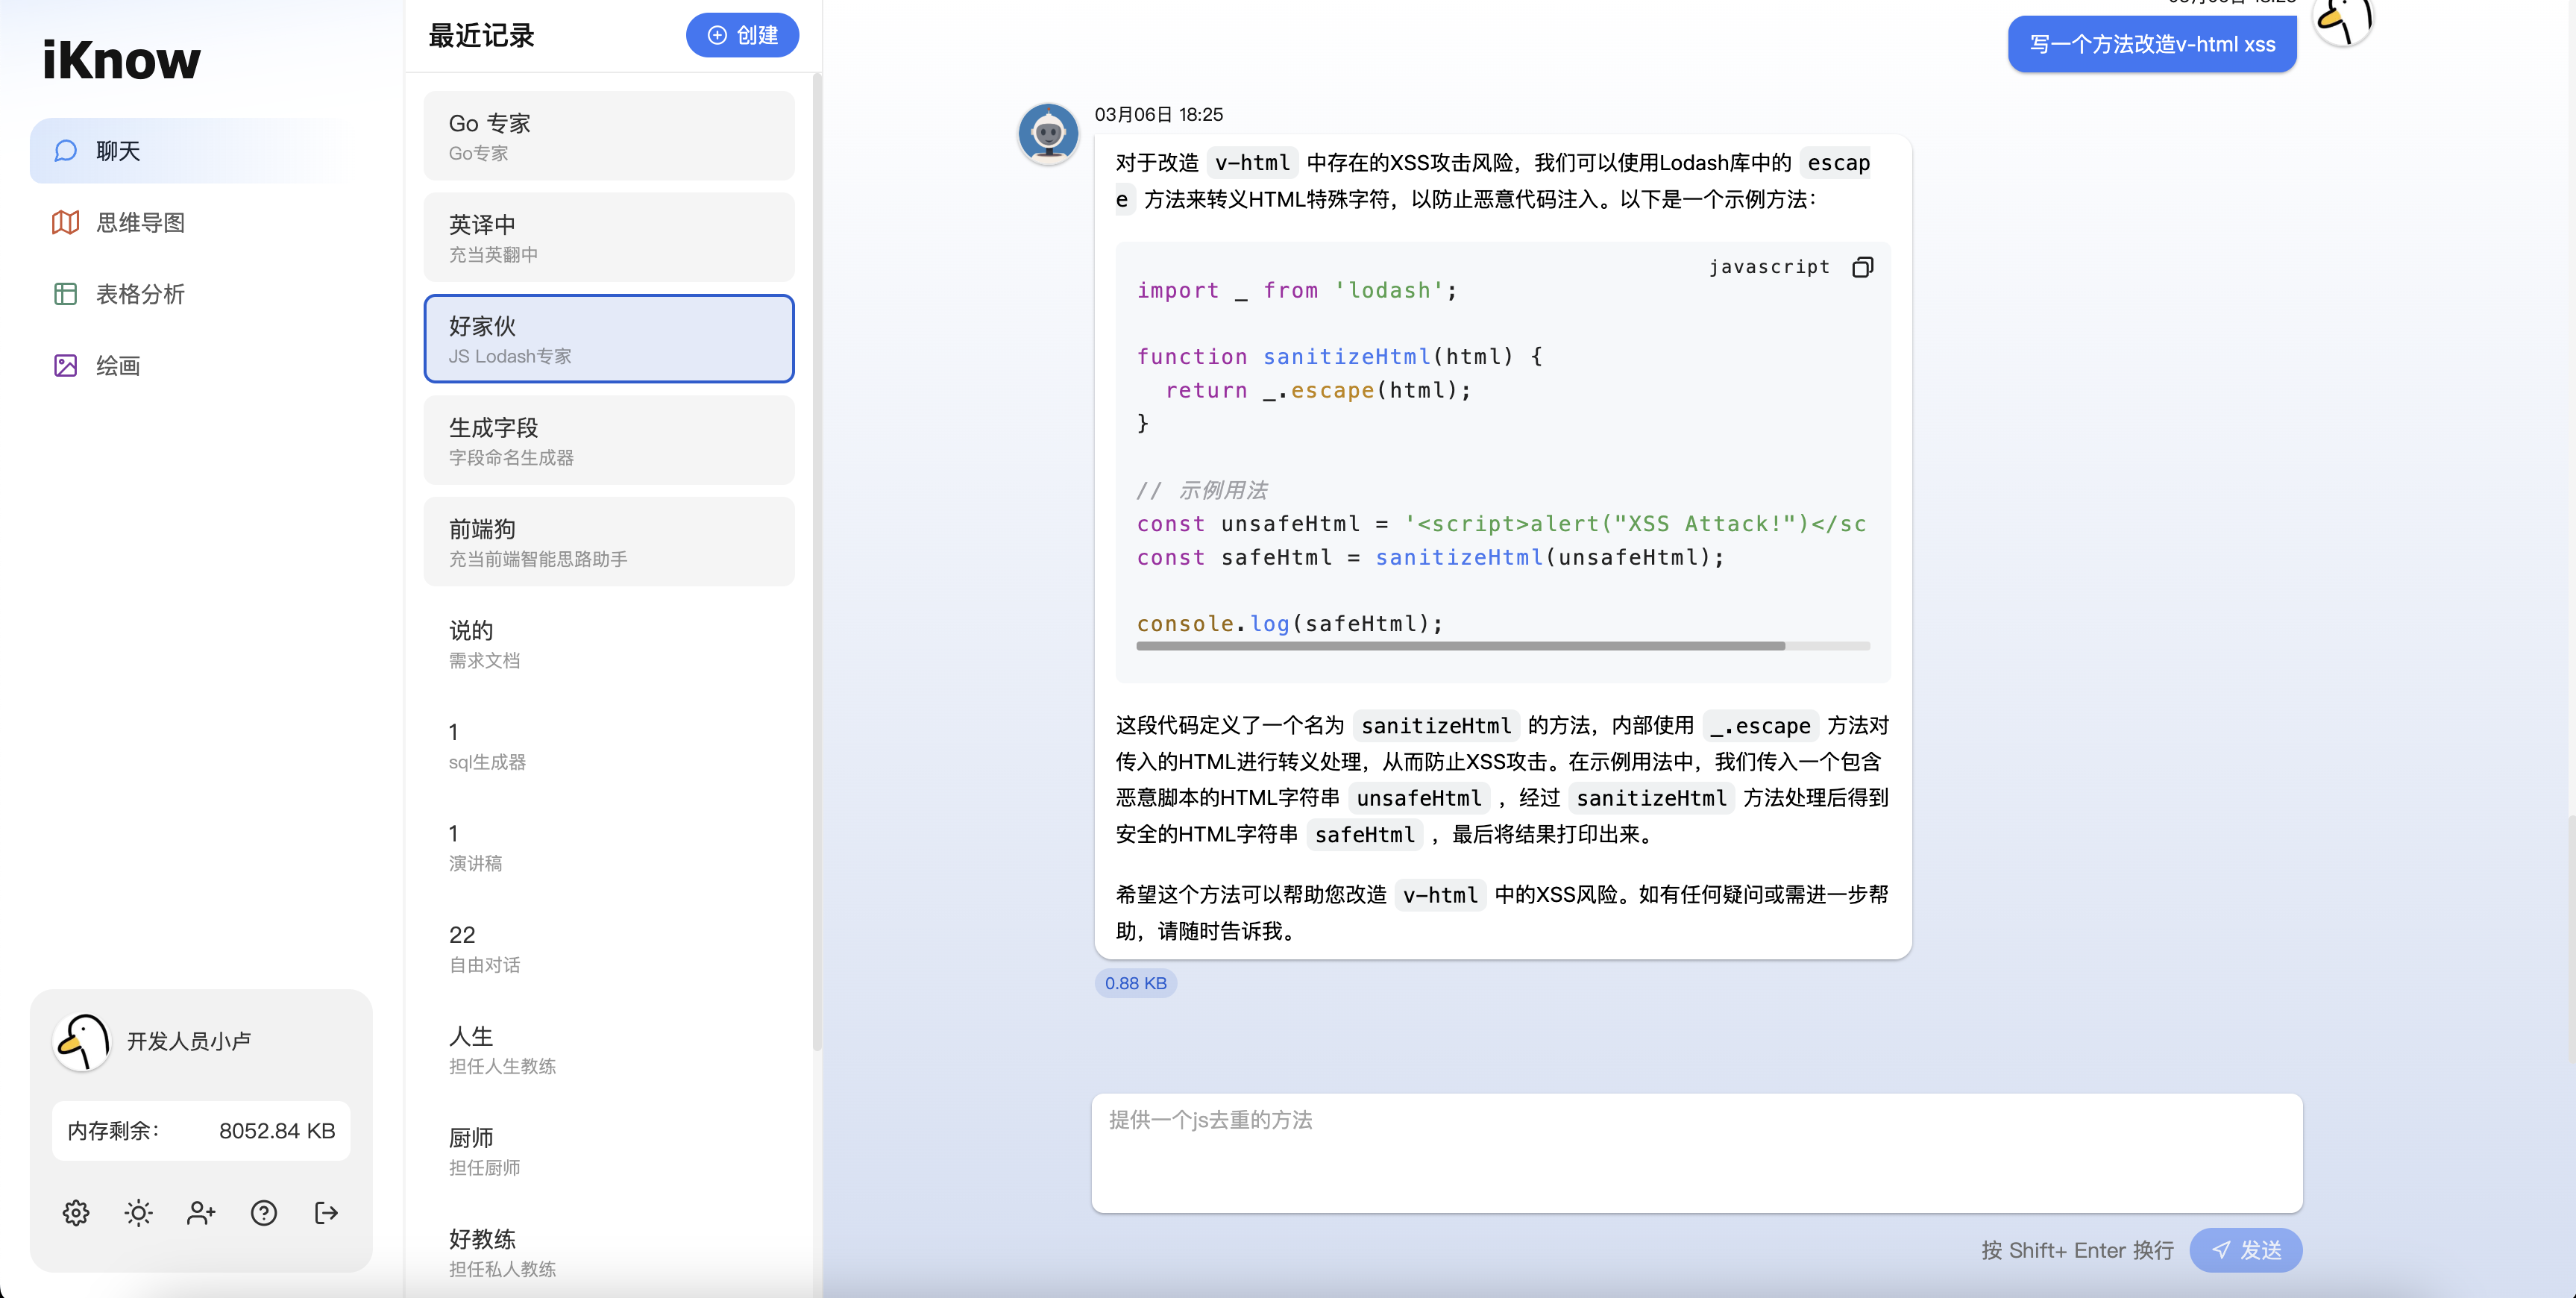 iKnow
聊天
思维导图
表格分析
绘画
开发人员小卢
内存剩余：
8052.84 KB
最近记录
创建
Go 专家
Go专家
英译中
充当英翻中
好家伙
JS Lodash专家
生成字段
字段命名生成器
前端狗
充当前端智能思路助手
说的
需求文档
1
sql生成器
1
演讲稿
22
自由对话
人生
担任人生教练
厨师
担任厨师
好教练
担任私人教练
写一个方法改造v-html xss
03月06日 18:25
对于改造 v-html 中存在的XSS攻击风险，我们可以使用Lodash库中的 escap
e 方法来转义HTML特殊字符，以防止恶意代码注入。以下是一个示例方法：
javascript
import _ from 'lodash';
function sanitizeHtml(html) {
  return _.escape(html);
}
// 示例用法
const unsafeHtml = '<script>alert("XSS Attack!")</sc
const safeHtml = sanitizeHtml(unsafeHtml);
console.log(safeHtml);
这段代码定义了一个名为 sanitizeHtml 的方法，内部使用 _.escape 方法对
传入的HTML进行转义处理，从而防止XSS攻击。在示例用法中，我们传入一个包含
恶意脚本的HTML字符串 unsafeHtml ，经过 sanitizeHtml 方法处理后得到
安全的HTML字符串 safeHtml ，最后将结果打印出来。
希望这个方法可以帮助您改造 v-html 中的XSS风险。如有任何疑问或需进一步帮
助，请随时告诉我。
0.88 KB
提供一个js去重的方法
按 Shift+ Enter 换行
发送